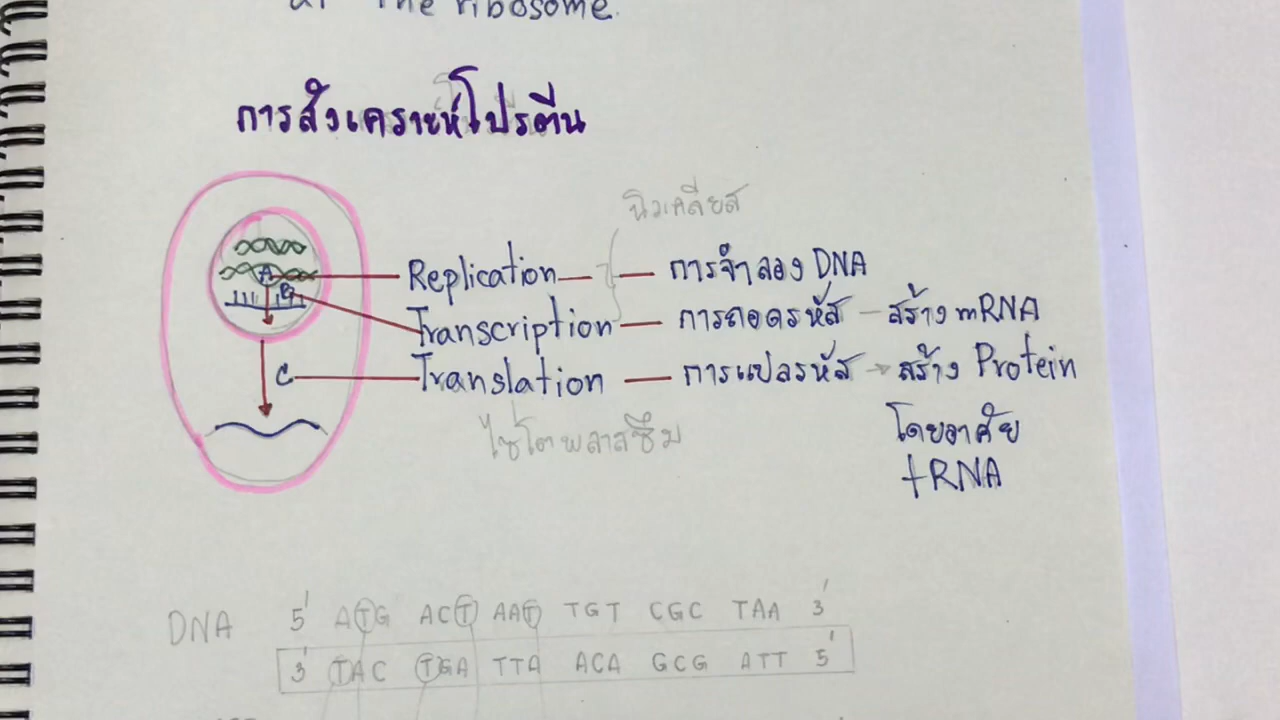 at the ribosome.
การสังเคราะห์โปรตีน
นิวเคลียส
A Replication — การจำลอง DNA
B Transcription — การถอดรหัส — สร้าง mRNA
C Translation — การแปลรหัส → สร้าง Protein
โดยอาศัย
tRNA
ไซโตพลาสซึม
DNA 5' ATG ACT AAT TGT CGC TAA 3'
3' TAC TGA TTA ACA GCG ATT 5'